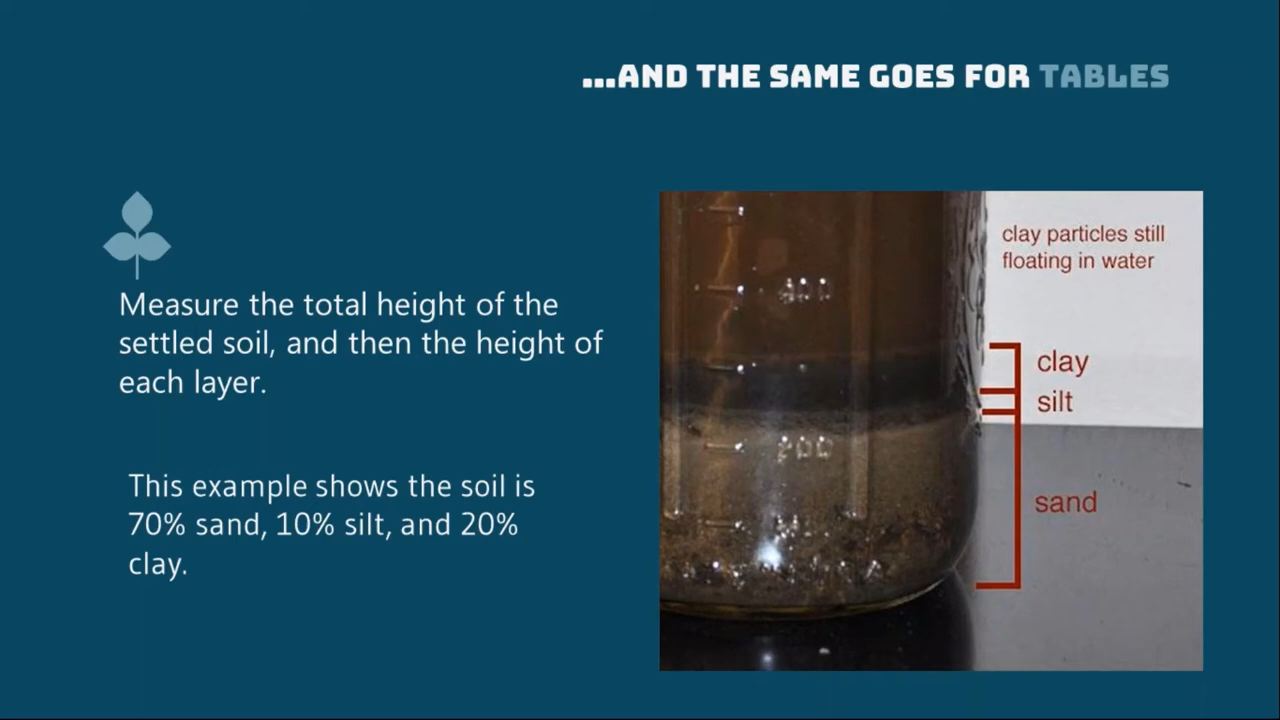 ...AND THE SAME GOES FOR TABLES
Measure the total height of the
settled soil, and then the height of
each layer.
This example shows the soil is
70% sand, 10% silt, and 20%
clay.
clay particles still
floating in water
400
clay
silt
200
sand